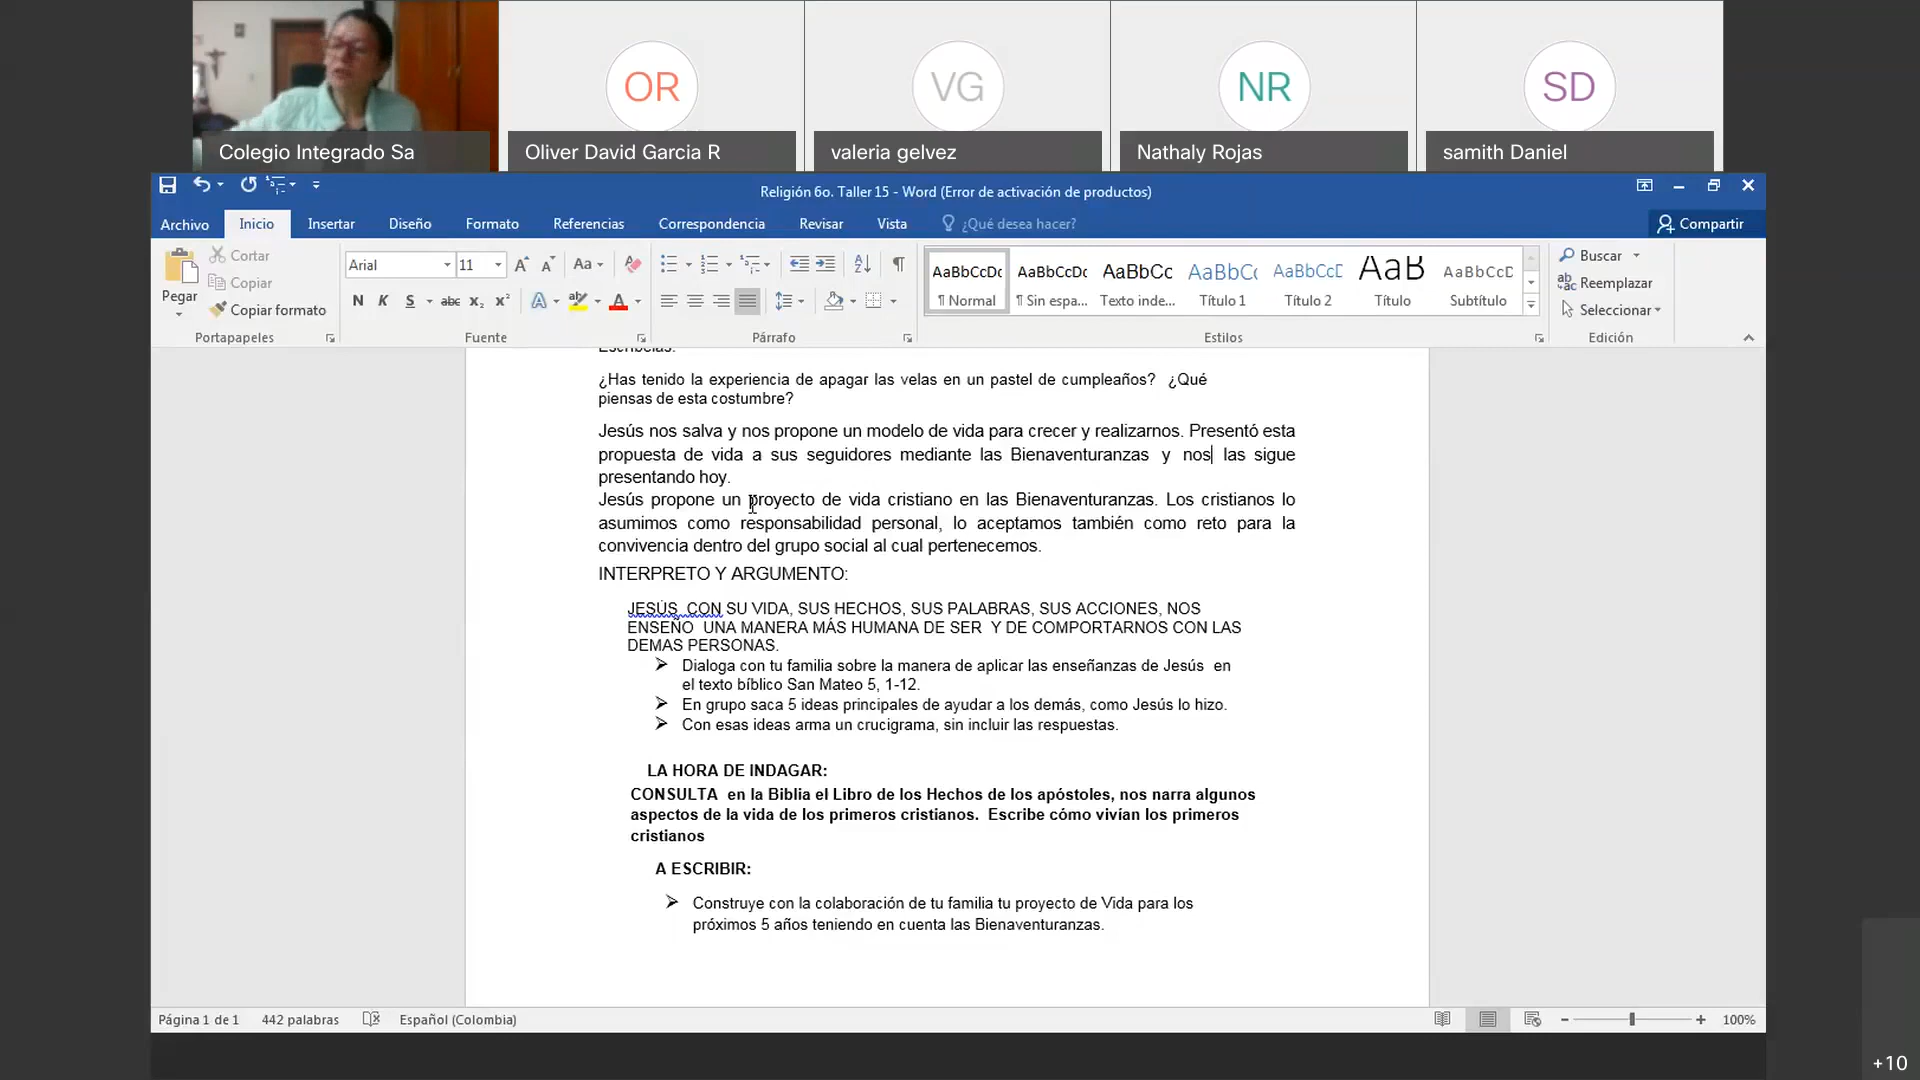 OR
VG
NR
SD
Colegio Integrado Sa
Oliver David Garcia R
valeria gelvez
Nathaly Rojas
samith Daniel
Religión 6o. Taller 15 - Word (Error de activación de productos)
Archivo Inicio Insertar Diseño Formato Referencias Correspondencia Revisar Vista ¿Qué desea hacer? Compartir
Pegar
Cortar
Copiar
Copiar formato
Portapapeles
Arial 11
Aa
N K S abc x₂ x²
A A
Fuente
Párrafo
AaBbCcDc AaBbCcDc AaBbCc AaBbCc AaBbCcD AaB AaBbCcD
¶ Normal ¶ Sin espa... Texto inde... Título 1 Título 2 Título Subtítulo
Estilos
Buscar
Reemplazar
Seleccionar
Edición
Escríbelas.
¿Has tenido la experiencia de apagar las velas en un pastel de cumpleaños? ¿Qué
piensas de esta costumbre?
Jesús nos salva y nos propone un modelo de vida para crecer y realizarnos. Presentó esta
propuesta de vida a sus seguidores mediante las Bienaventuranzas y nos las sigue
presentando hoy.
Jesús propone un proyecto de vida cristiano en las Bienaventuranzas. Los cristianos lo
asumimos como responsabilidad personal, lo aceptamos también como reto para la
convivencia dentro del grupo social al cual pertenecemos.
INTERPRETO Y ARGUMENTO:
JESÚS CON SU VIDA, SUS HECHOS, SUS PALABRAS, SUS ACCIONES, NOS
ENSEÑO UNA MANERA MÁS HUMANA DE SER Y DE COMPORTARNOS CON LAS
DEMAS PERSONAS.
Dialoga con tu familia sobre la manera de aplicar las enseñanzas de Jesús en
el texto bíblico San Mateo 5, 1-12.
En grupo saca 5 ideas principales de ayudar a los demás, como Jesús lo hizo.
Con esas ideas arma un crucigrama, sin incluir las respuestas.
LA HORA DE INDAGAR:
CONSULTA en la Biblia el Libro de los Hechos de los apóstoles, nos narra algunos
aspectos de la vida de los primeros cristianos. Escribe cómo vivían los primeros
cristianos
A ESCRIBIR:
Construye con la colaboración de tu familia tu proyecto de Vida para los
próximos 5 años teniendo en cuenta las Bienaventuranzas.
Página 1 de 1 442 palabras Español (Colombia) 100%
+10